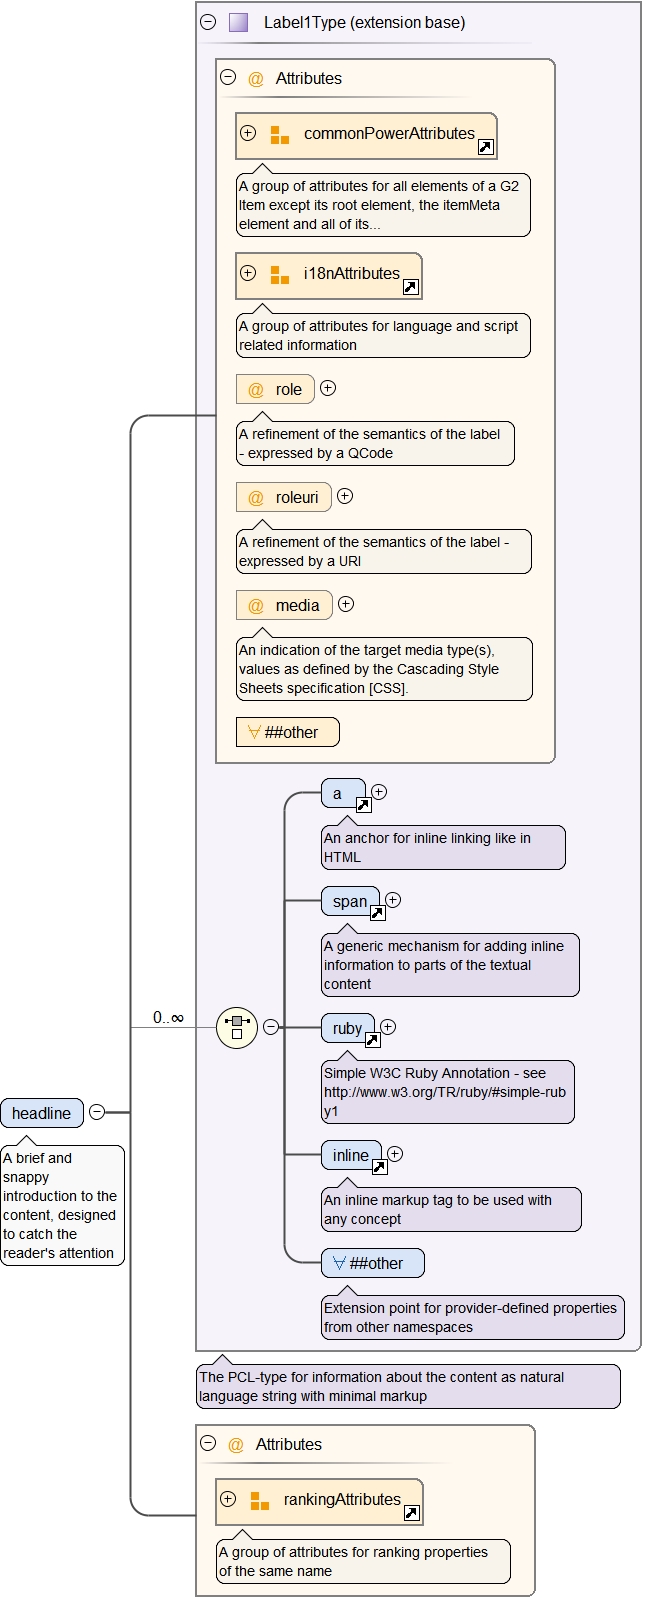 Label1Type (extension base)
@ Attributes
commonPowerAttributes
A group of attributes for all elements of a G2
Item except its root element, the itemMeta
element and all of its...
i18nAttributes
A group of attributes for language and script
related information
@ role
A refinement of the semantics of the label
- expressed by a QCode
@ roleuri
A refinement of the semantics of the label -
expressed by a URI
@ media
An indication of the target media type(s),
values as defined by the Cascading Style
Sheets specification [CSS].
∀ ##other
a
An anchor for inline linking like in
HTML
span
A generic mechanism for adding inline
information to parts of the textual
content
0..∞
ruby
Simple W3C Ruby Annotation - see
http://www.w3.org/TR/ruby/#simple-rub
y1
headline
A brief and
snappy
introduction to the
content, designed
to catch the
reader's attention
inline
An inline markup tag to be used with
any concept
∀ ##other
Extension point for provider-defined properties
from other namespaces
The PCL-type for information about the content as natural
language string with minimal markup
@ Attributes
rankingAttributes
A group of attributes for ranking properties
of the same name